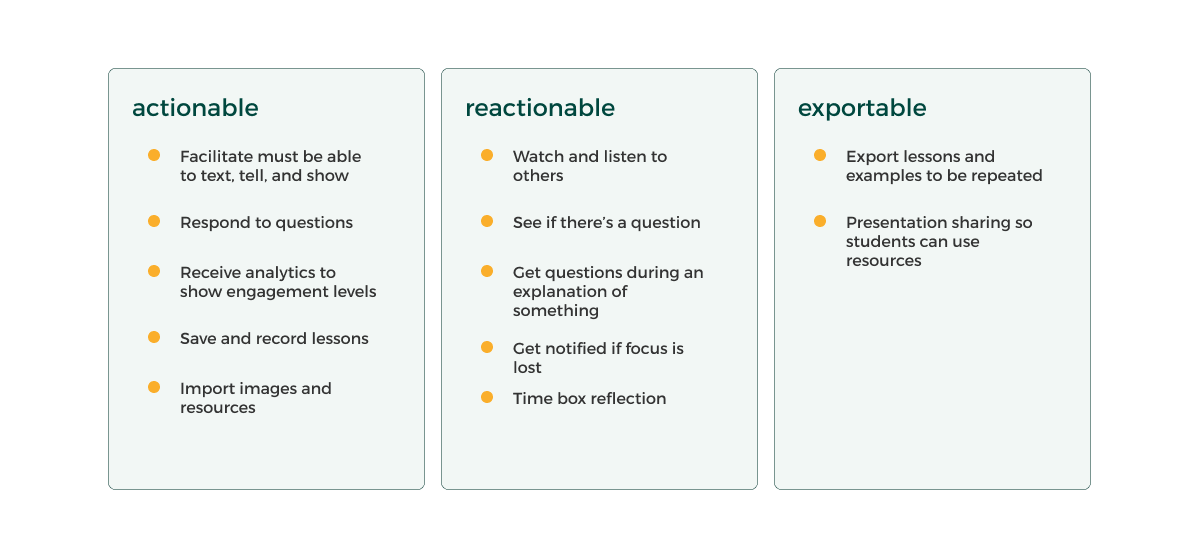 actionable
Facilitate must be able
to text, tell, and show
Respond to questions
Receive analytics to
show engagement levels
Save and record lessons
Import images and
resources
reactionable
Watch and listen to
others
See if there’s a question
Get questions during an
explanation of
something
Get notified if focus is
lost
Time box reflection
exportable
Export lessons and
examples to be repeated
Presentation sharing so
students can use
resources